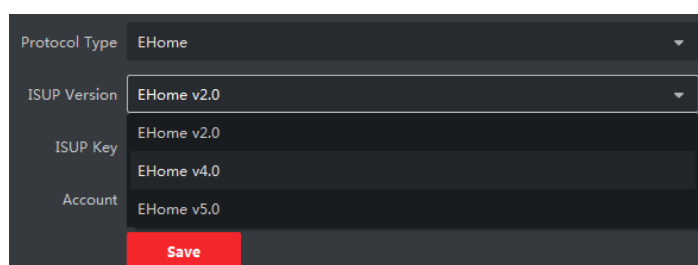 Protocol Type EHome
ISUP Version EHome v2.0
EHome v2.0
ISUP Key
EHome v4.0
Account
EHome v5.0
Save